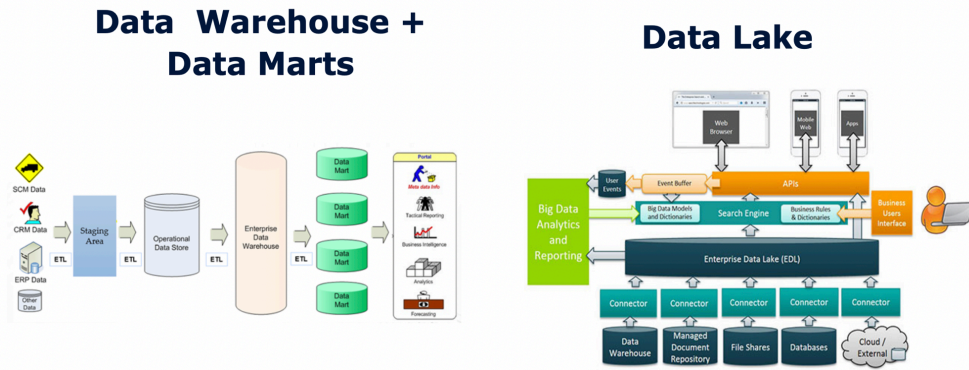 Data Warehouse +
Data Marts
SCM Data
CRM Data
ERP Data
Other
Data
ETL
Staging
Area
ETL
Operational
Data Store
ETL
Enterprise
Data
Warehouse
ETL
Data
Mart
Data
Mart
Data
Mart
Data
Mart
Portal
Meta data Info
Tactical Reporting
Business Intelligence
Analytics
Forecasting
Data Lake
Web
Browser
Mobile
Web
Apps
User
Events
Event Buffer
APIs
Big Data
Analytics
and
Reporting
Big Data Models
and Dictionaries
Search Engine
Business Rules
& Dictionaries
Business
Users
Interface
Enterprise Data Lake (EDL)
Connector
Connector
Connector
Connector
Connector
Data
Warehouse
Managed
Document
Repository
File Shares
Databases
Cloud /
External